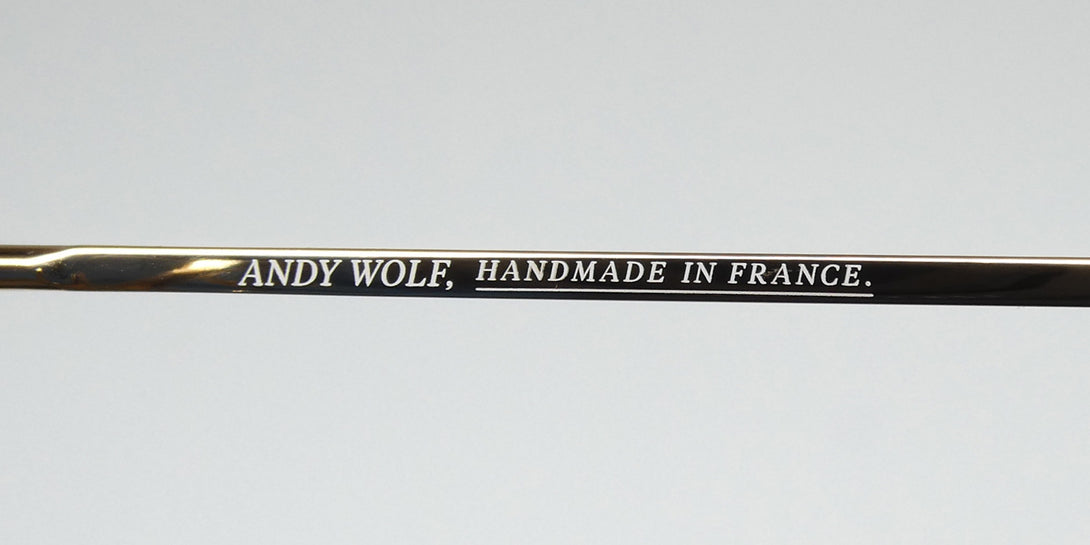 ANDY WOLF, HANDMADE IN FRANCE.